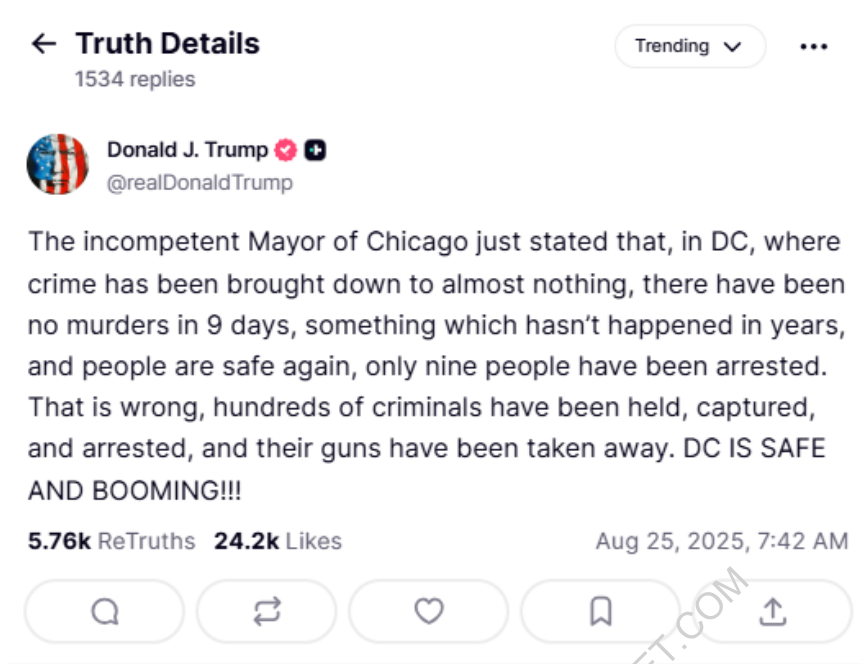 Truth Details
Trending
1534 replies
Donald J. Trump
@realDonaldTrump
The incompetent Mayor of Chicago just stated that, in DC, where
crime has been brought down to almost nothing, there have been
no murders in 9 days, something which hasn’t happened in years,
and people are safe again, only nine people have been arrested.
That is wrong, hundreds of criminals have been held, captured,
and arrested, and their guns have been taken away. DC IS SAFE
AND BOOMING!!!
5.76k ReTruths 24.2k Likes
Aug 25, 2025, 7:42 AM
ET.COM